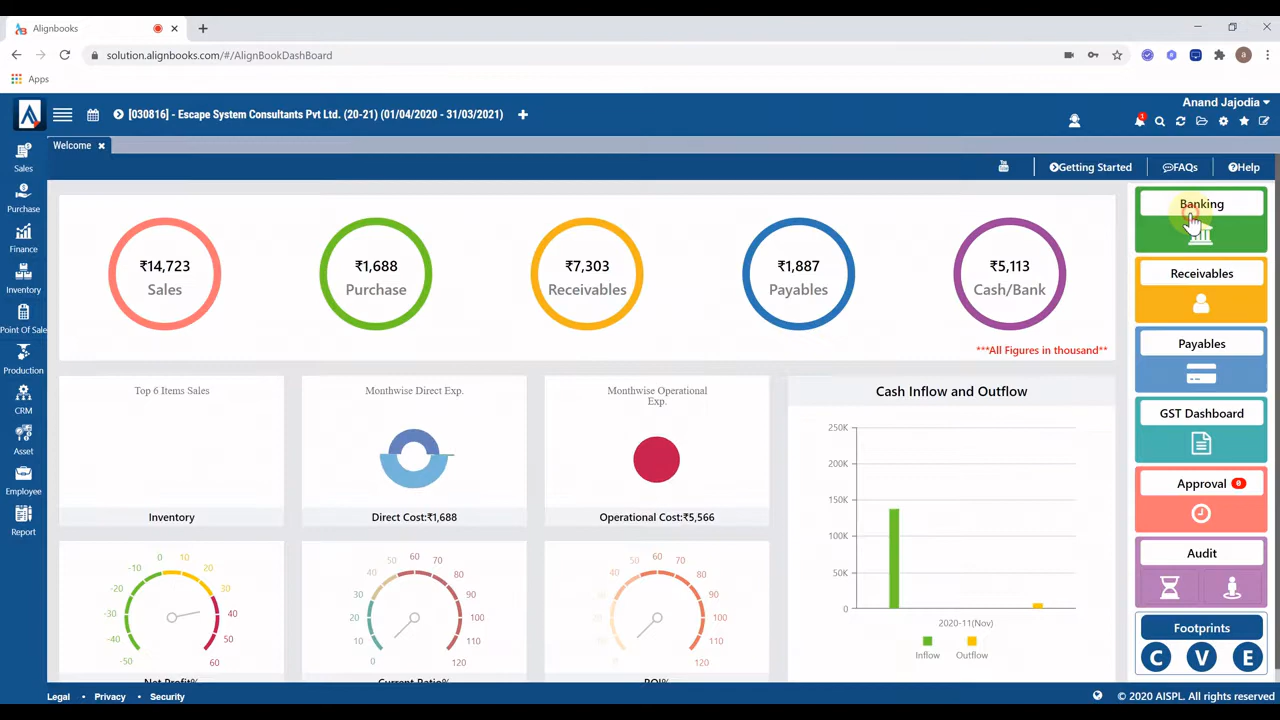 Alignbooks
solution.alignbooks.com/#/AlignBookDashBoard
Apps
Anand Jajodia
[030816] - Escape System Consultants Pvt Ltd. (20-21) (01/04/2020 - 31/03/2021)
Welcome
Getting Started
FAQs
Help
Sales
Purchase
Finance
Inventory
Point Of Sale
Production
CRM
Asset
Employee
Report
₹14,723
Sales
₹1,688
Purchase
₹7,303
Receivables
₹1,887
Payables
₹5,113
Cash/Bank
***All Figures in thousand**
Top 6 Items Sales
Inventory
Monthwise Direct Exp.
Direct Cost:₹1,688
Monthwise Operational
Exp.
Operational Cost:₹5,566
Cash Inflow and Outflow
250K
200K
150K
100K
50K
0
2020-11(Nov)
Inflow
Outflow
-50
-40
-30
-20
-10
0
10
20
30
40
50
60
Net Profit%
0
10
20
30
40
50
60
70
80
90
100
110
120
Current Ratio%
0
10
20
30
40
50
60
70
80
90
100
110
120
ROI%
Banking
Receivables
Payables
GST Dashboard
Approval 0
Audit
Footprints
C V E
Legal • Privacy • Security
© 2020 AISPL. All rights reserved